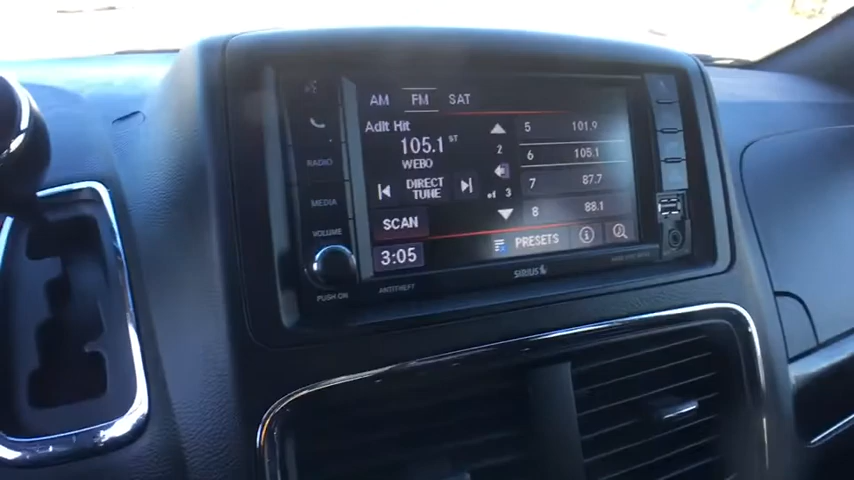 AM FM SAT
Adlt Hit
105.1 ST
WEBO
DIRECT
TUNE
SCAN
3:05
2
of 3
5 101.9
6 105.1
7 87.7
8 88.1
PRESETS
RADIO
MEDIA
VOLUME
PUSH ON
ANTITHEFT
SIRIUS